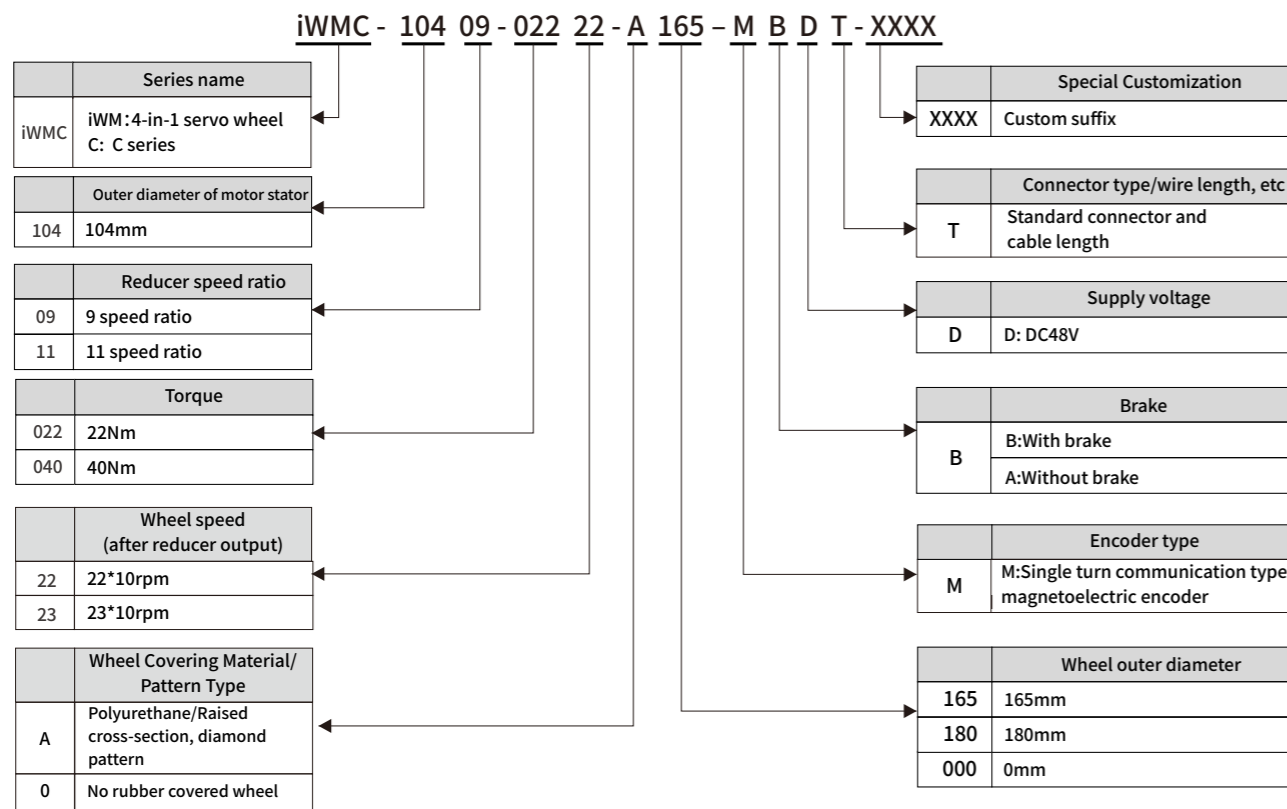 iWMC - 104 09 - 022 22 - A 165 – M B D T - XXXX
Series name
iWMC
iWM:4-in-1 servo wheel
C: C series
Outer diameter of motor stator
104 104mm
Reducer speed ratio
09 9 speed ratio
11 11 speed ratio
Torque
022 22Nm
040 40Nm
Wheel speed
(after reducer output)
22 22*10rpm
23 23*10rpm
Wheel Covering Material/
Pattern Type
A
Polyurethane/Raised
cross-section, diamond
pattern
0 No rubber covered wheel
Special Customization
XXXX Custom suffix
Connector type/wire length, etc
T
Standard connector and
cable length
Supply voltage
D D: DC48V
Brake
B
B:With brake
A:Without brake
Encoder type
M
M:Single turn communication type
magnetoelectric encoder
Wheel outer diameter
165 165mm
180 180mm
000 0mm